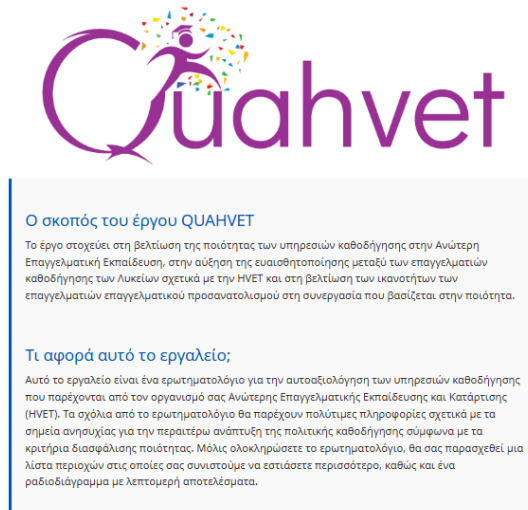 Quahvet
Ο σκοπός του έργου QUAHVET
Το έργο στοχεύει στη βελτίωση της ποιότητας των υπηρεσιών καθοδήγησης στην Ανώτερη
Επαγγελματική Εκπαίδευση, στην αύξηση της ευαισθητοποίησης μεταξύ των επαγγελματιών
καθοδήγησης των Λυκείων σχετικά με την HVET και στη βελτίωση των ικανοτήτων των
επαγγελματιών επαγγελματικού προσανατολισμού στη συνεργασία που βασίζεται στην ποιότητα.
Τι αφορά αυτό το εργαλείο;
Αυτό το εργαλείο είναι ένα ερωτηματολόγιο για την αυτοαξιολόγηση των υπηρεσιών καθοδήγησης
που παρέχονται από τον οργανισμό σας Ανώτερης Επαγγελματικής Εκπαίδευσης και Κατάρτισης
(HVET). Τα σχόλια από το ερωτηματολόγιο θα παρέχουν πολύτιμες πληροφορίες σχετικά με τα
σημεία ανησυχίας για την περαιτέρω ανάπτυξη της πολιτικής καθοδήγησης σύμφωνα με τα
κριτήρια διασφάλισης ποιότητας. Μόλις ολοκληρώσετε το ερωτηματολόγιο, θα σας παρασχεθεί μια
λίστα περιοχών στις οποίες σας συνιστούμε να εστιάσετε περισσότερο, καθώς και ένα
ραδιοδιάγραμμα με λεπτομερή αποτελέσματα.